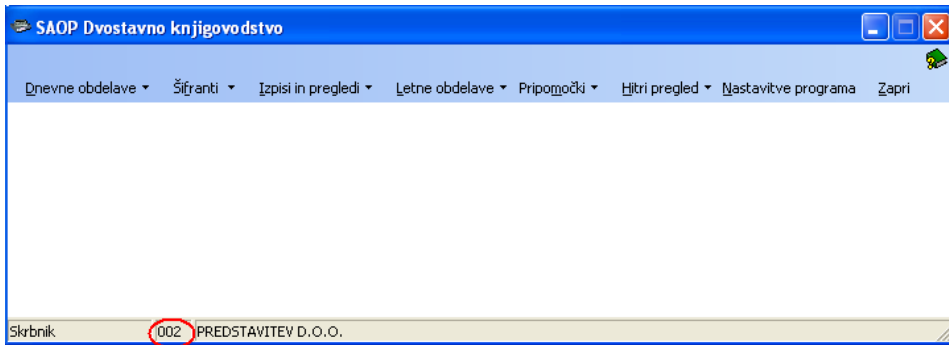 SAOP Dvostavno knjigovodstvo
Dnevne obdelave Šifranti Izpisi in pregledi Letne obdelave Pripomočki Hitri pregled Nastavitve programa Zapri
Skrbnik 002 PREDSTAVITEV D.O.O.